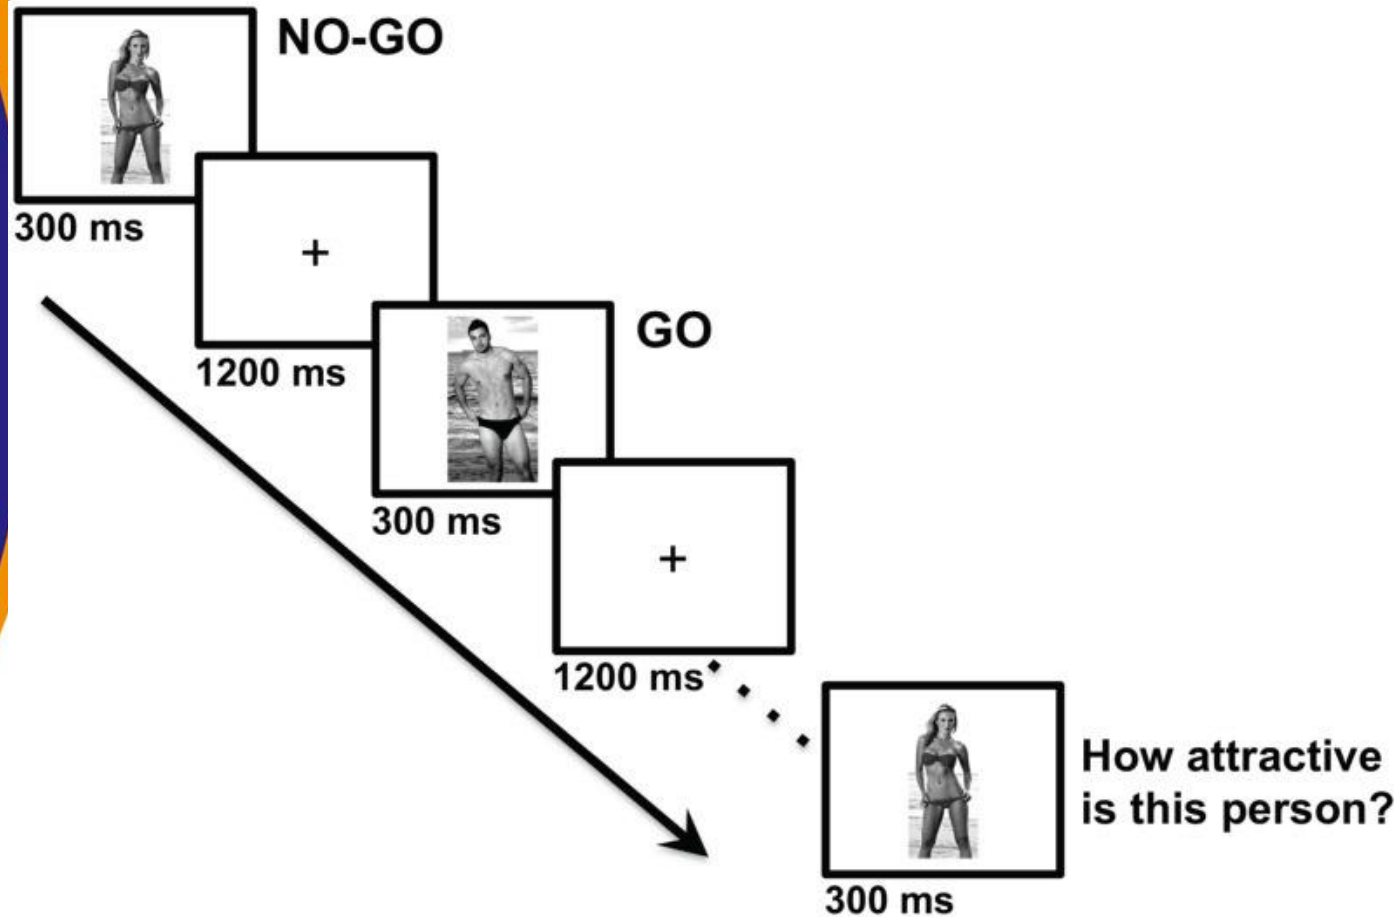 NO-GO
300 ms
+
1200 ms
GO
300 ms
+
1200 ms
How attractive
is this person?
300 ms